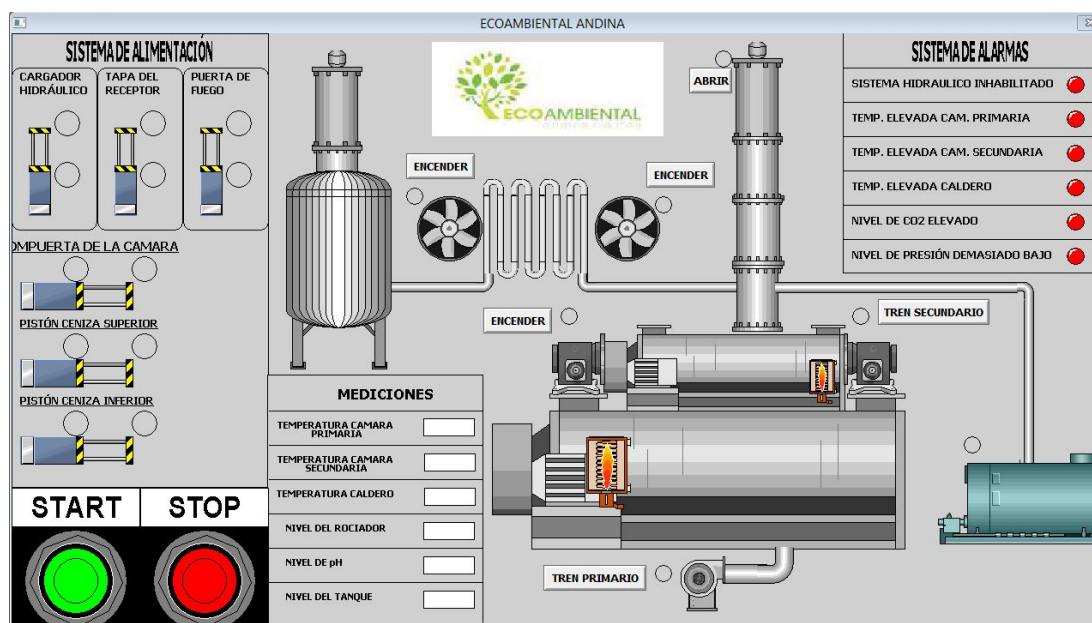 ECOAMBIENTAL ANDINA
SISTEMA DE ALIMENTACIÓN
CARGADOR
HIDRÁULICO
TAPA DEL
RECEPTOR
PUERTA DE
FUEGO
OMPUERTA DE LA CAMARA
PISTÓN CENIZA SUPERIOR
PISTÓN CENIZA INFERIOR
START
STOP
ECOAMBIENTAL
ENCENDER
ENCENDER
ABRIR
ENCENDER
TREN SECUNDARIO
TREN PRIMARIO
MEDICIONES
TEMPERATURA CAMARA
PRIMARIA
TEMPERATURA CAMARA
SECUNDARIA
TEMPERATURA CALDERO
NIVEL DEL ROCIADOR
NIVEL DE pH
NIVEL DEL TANQUE
SISTEMA DE ALARMAS
SISTEMA HIDRAULICO INHABILITADO
TEMP. ELEVADA CAM. PRIMARIA
TEMP. ELEVADA CAM. SECUNDARIA
TEMP. ELEVADA CALDERO
NIVEL DE CO2 ELEVADO
NIVEL DE PRESIÓN DEMASIADO BAJO